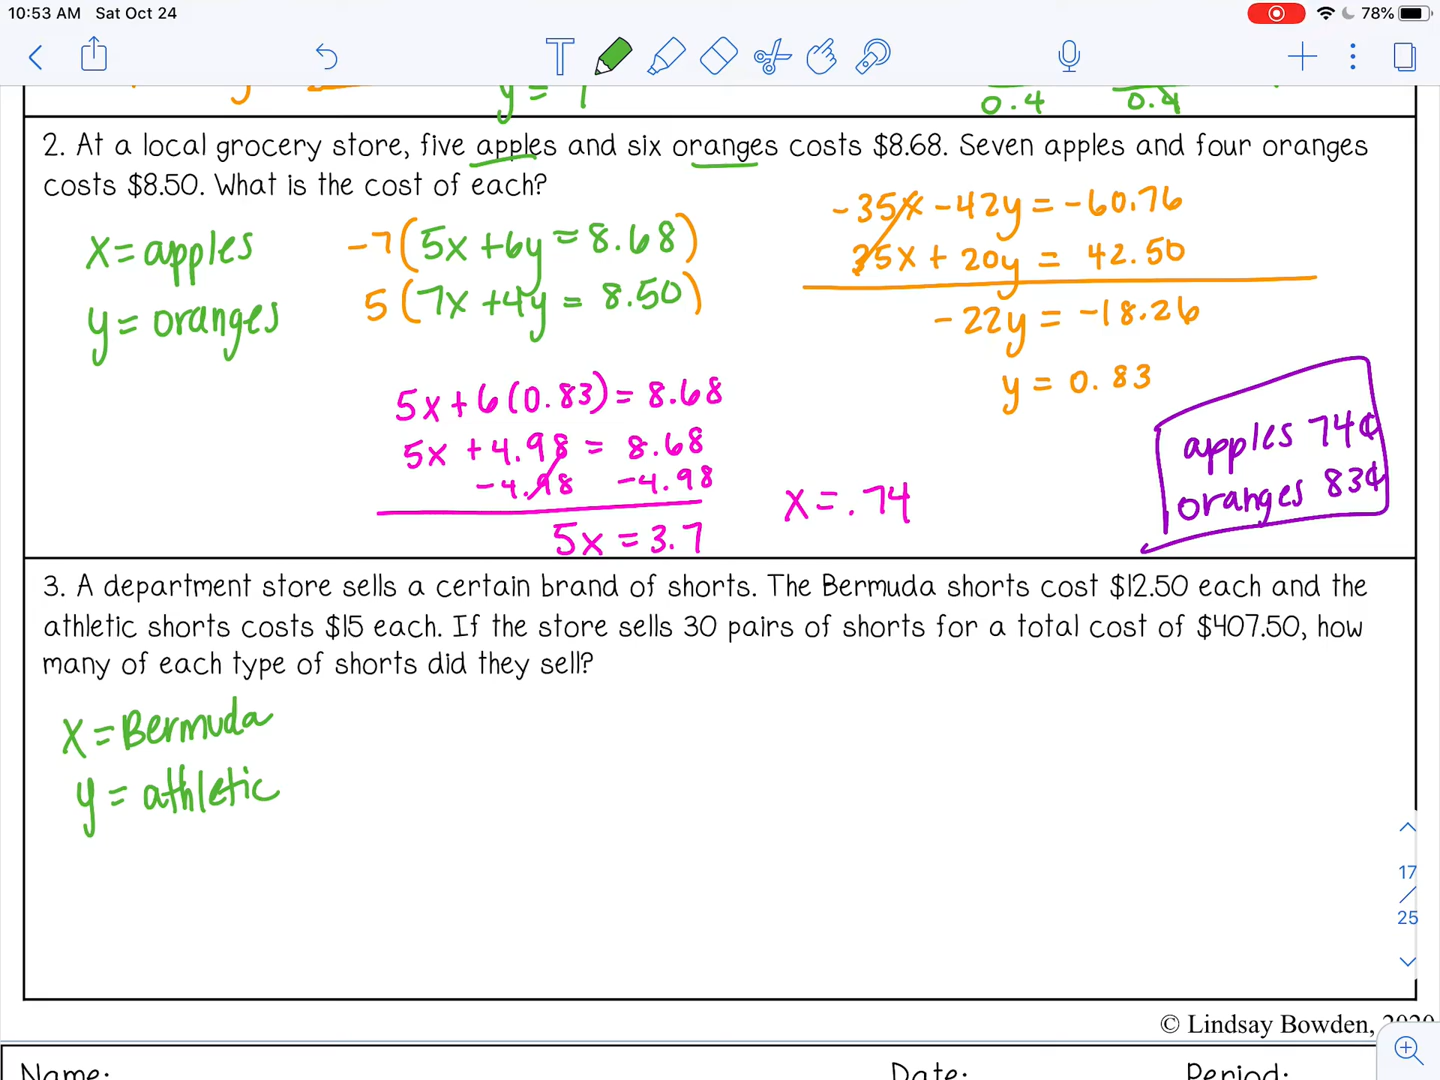 10:53 AM Sat Oct 24
78%
y = 1
0.4 0.4
2. At a local grocery store, five apples and six oranges costs $8.68. Seven apples and four oranges
costs $8.50. What is the cost of each?
x = apples
y = oranges
-7(5x + 6y = 8.68)
5(7x + 4y = 8.50)
-35x - 42y = -60.76
35x + 20y = 42.50
-22y = -18.26
y = 0.83
5x + 6(0.83) = 8.68
5x + 4.98 = 8.68
-4.98 -4.98
5x = 3.7
x = .74
apples 74¢
oranges 83¢
3. A department store sells a certain brand of shorts. The Bermuda shorts cost $12.50 each and the
athletic shorts costs $15 each. If the store sells 30 pairs of shorts for a total cost of $407.50, how
many of each type of shorts did they sell?
x = Bermuda
y = athletic
17
/
25
© Lindsay Bowden, 2020
Name: Date: Period: